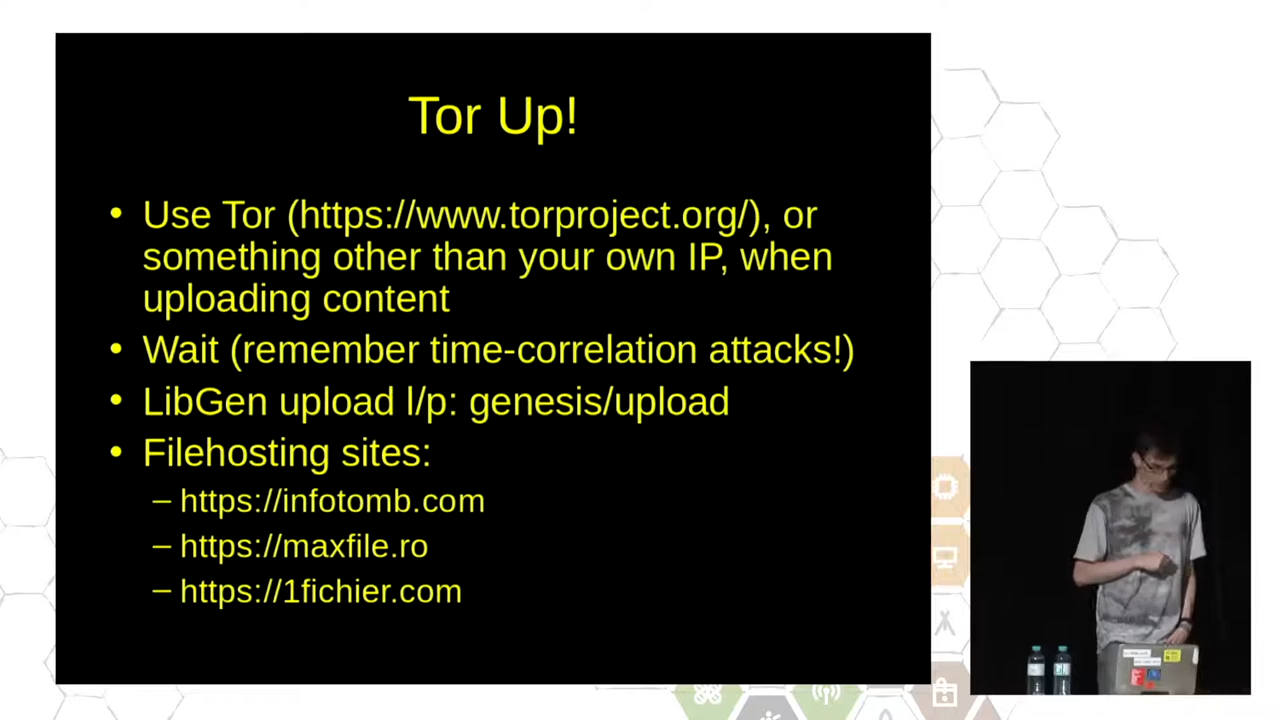 Tor Up!
• Use Tor (https://www.torproject.org/), or
something other than your own IP, when
uploading content
• Wait (remember time-correlation attacks!)
• LibGen upload l/p: genesis/upload
• Filehosting sites:
– https://infotomb.com
– https://maxfile.ro
– https://1fichier.com